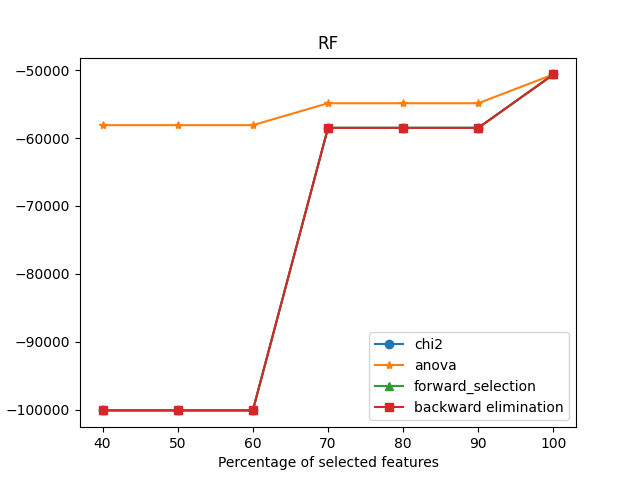 RF
−50000
−60000
−70000
−80000
−90000
−100000
chi2
anova
forward_selection
backward elimination
40 50 60 70 80 90 100
Percentage of selected features